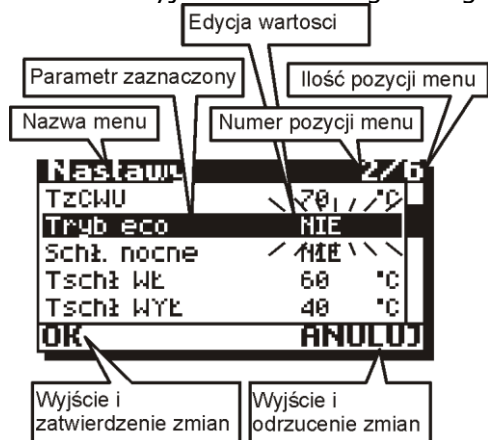 Edycja wartosci
Parametr zaznaczony
Ilość pozycji menu
Nazwa menu
Numer pozycji menu
Nastawy 2/6
TzCWU 70 °C
Tryb eco NIE
Schł. nocne NIE
Tschł WŁ 60 °C
Tschł WYŁ 40 °C
OK ANULUJ
Wyjście i
zatwierdzenie zmian
Wyjście i
odrzucenie zmian